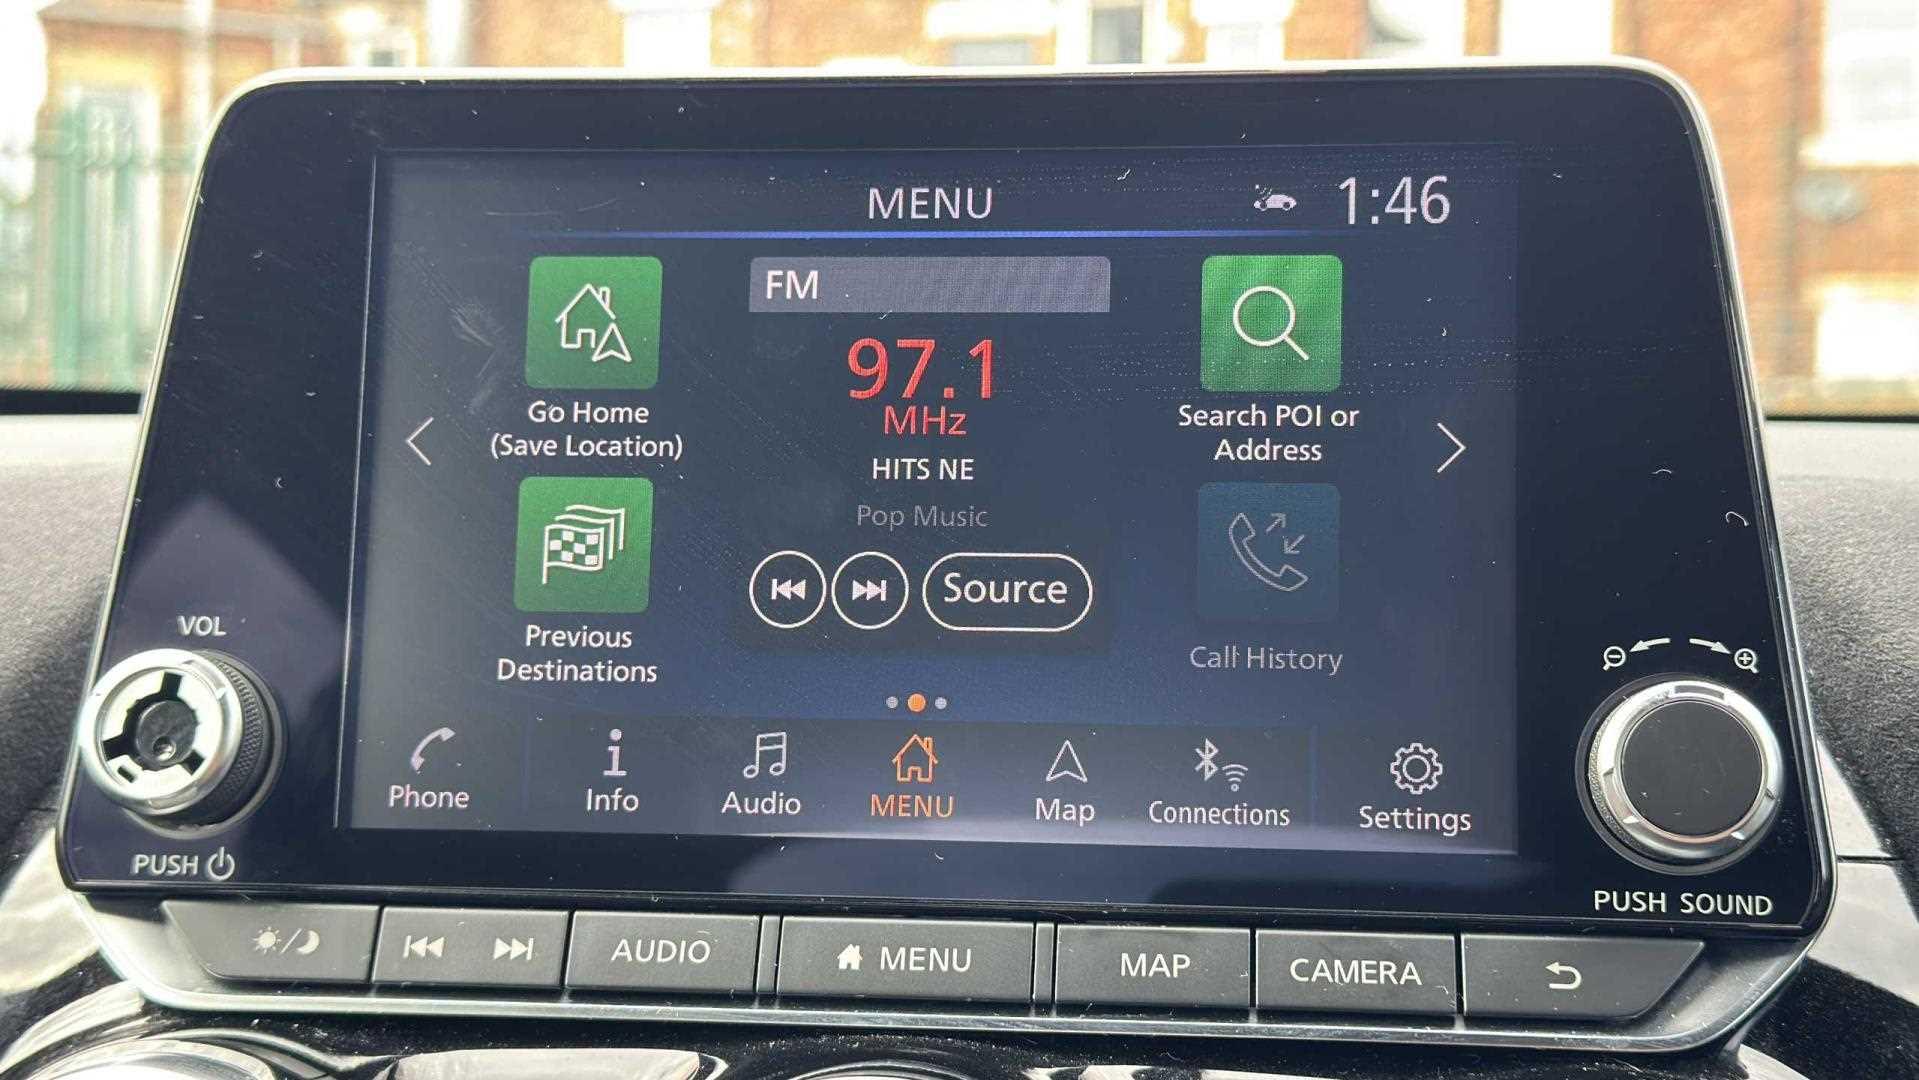 MENU
1:46
FM
97.1
MHz
HITS NE
Pop Music
Source
Go Home
(Save Location)
Previous
Destinations
Search POI or
Address
Call History
Phone
Info
Audio
MENU
Map
Connections
Settings
VOL
PUSH
PUSH SOUND
AUDIO
MENU
MAP
CAMERA